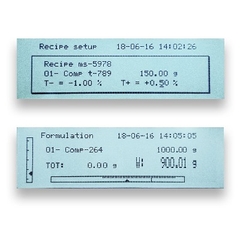 Recipe setup 18-06-16 14:02:26
Recipe ms-5978
01- Comp t-789 150.00 g
T- = -1.00 % T+ = +0.50 %
Formulation 18-06-16 14:05:05
01- Comp-264 1000.00 g
TOT: 0.00 g W: 900.01 g